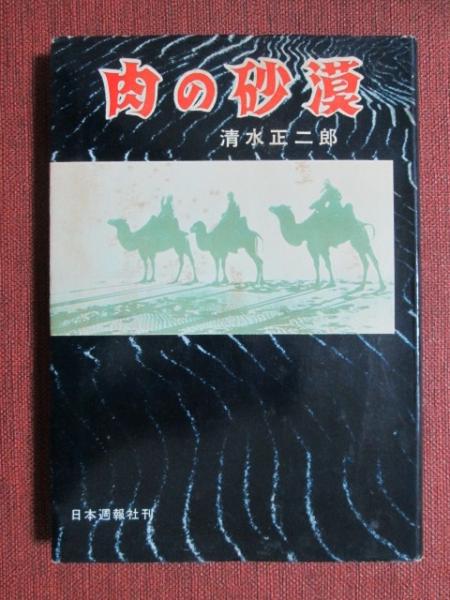 肉の砂漠
清水正二郎
日本週報社刊